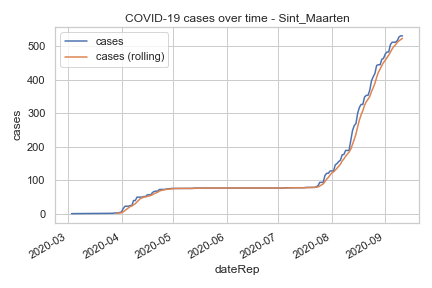 COVID-19 cases over time - Sint_Maarten
cases
cases (rolling)
500
400
300
200
100
0
cases
2020-03
2020-04
2020-05
2020-06
2020-07
2020-08
2020-09
dateRep